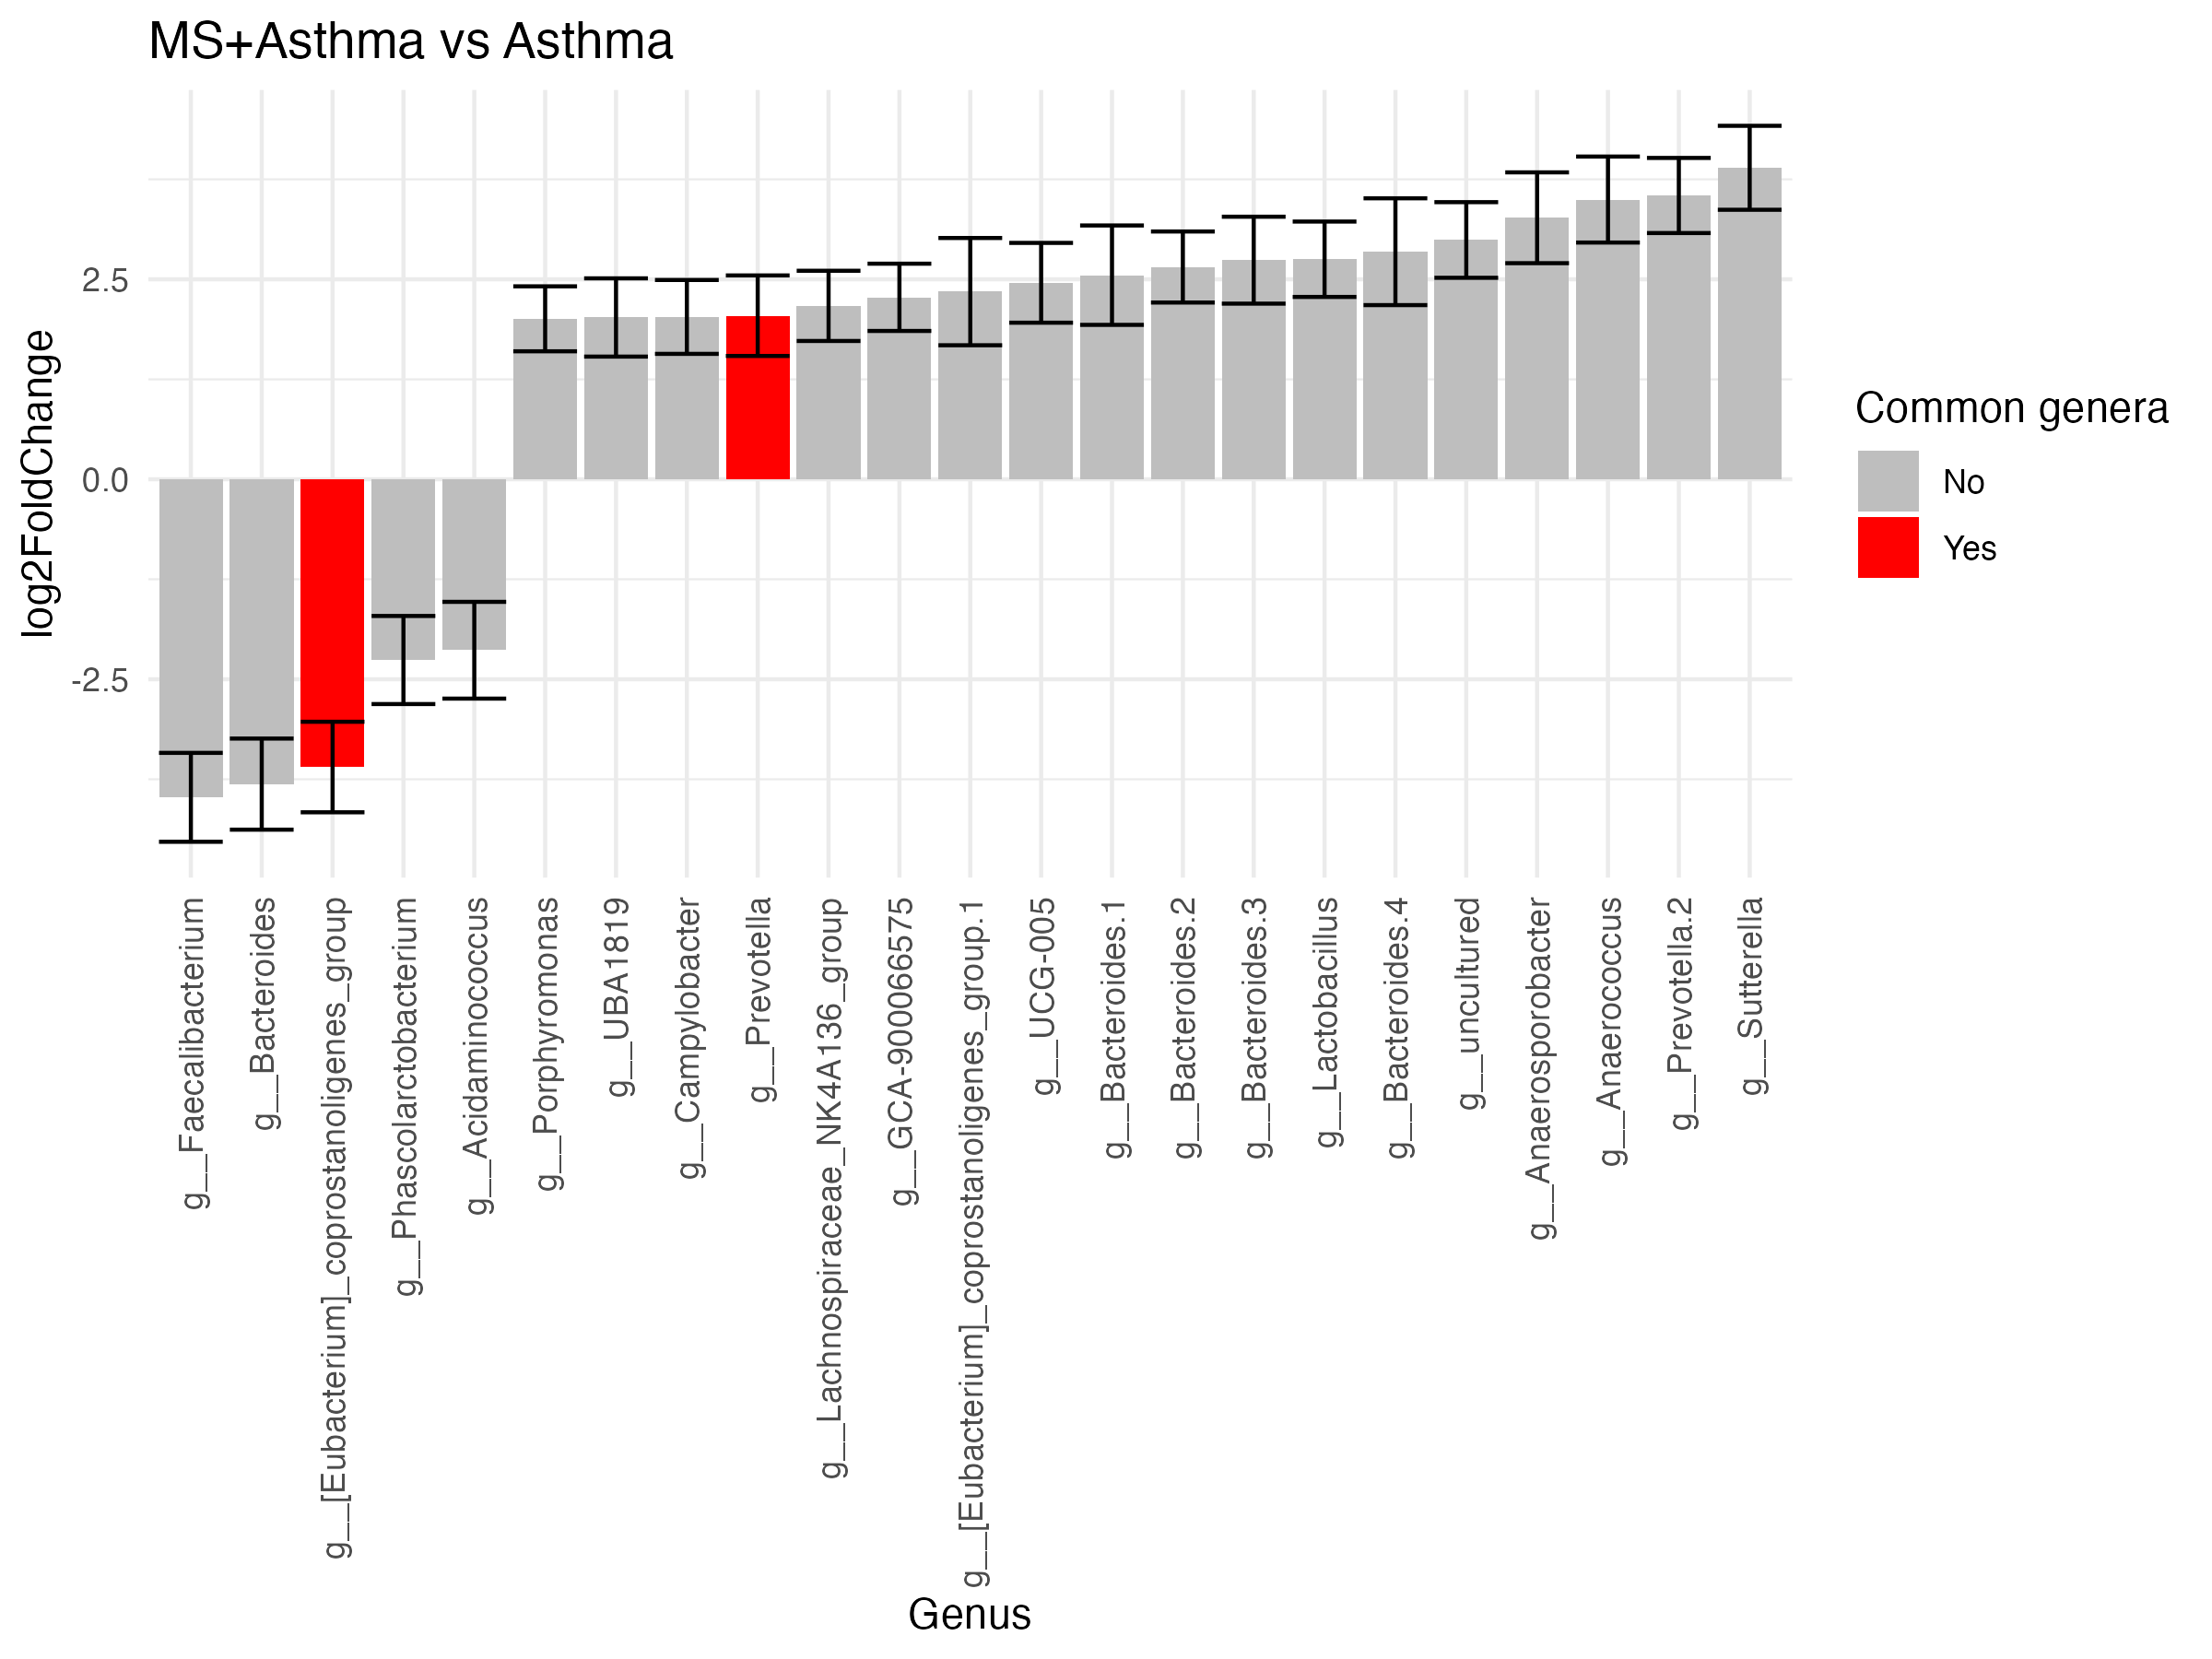 MS+Asthma vs Asthma
log2FoldChange
2.5
0.0
-2.5
g__Faecalibacterium
g__Bacteroides
g__[Eubacterium]_coprostanoligenes_group
g__Phascolarctobacterium
g__Acidaminococcus
g__Porphyromonas
g__UBA1819
g__Campylobacter
g__Prevotella
g__Lachnospiraceae_NK4A136_group
g__GCA-900066575
g__[Eubacterium]_coprostanoligenes_group.1
g__UCG-005
g__Bacteroides.1
g__Bacteroides.2
g__Bacteroides.3
g__Lactobacillus
g__Bacteroides.4
g__uncultured
g__Anaerosporobacter
g__Anaerococcus
g__Prevotella.2
g__Sutterella
Genus
Common genera
No
Yes